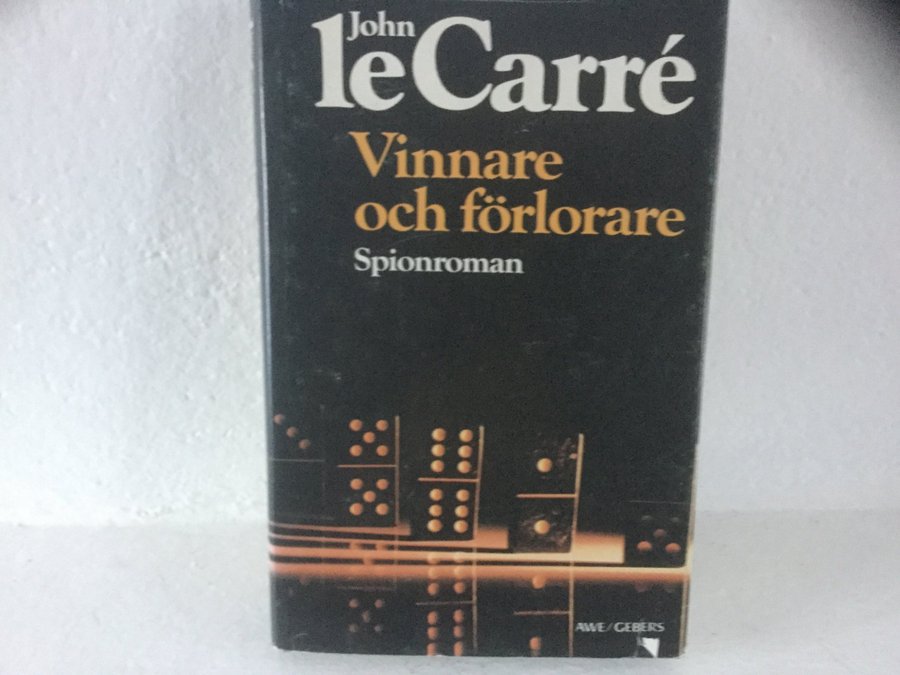 John
le Carré
Vinnare
och förlorare
Spionroman
AWE/GEBERS